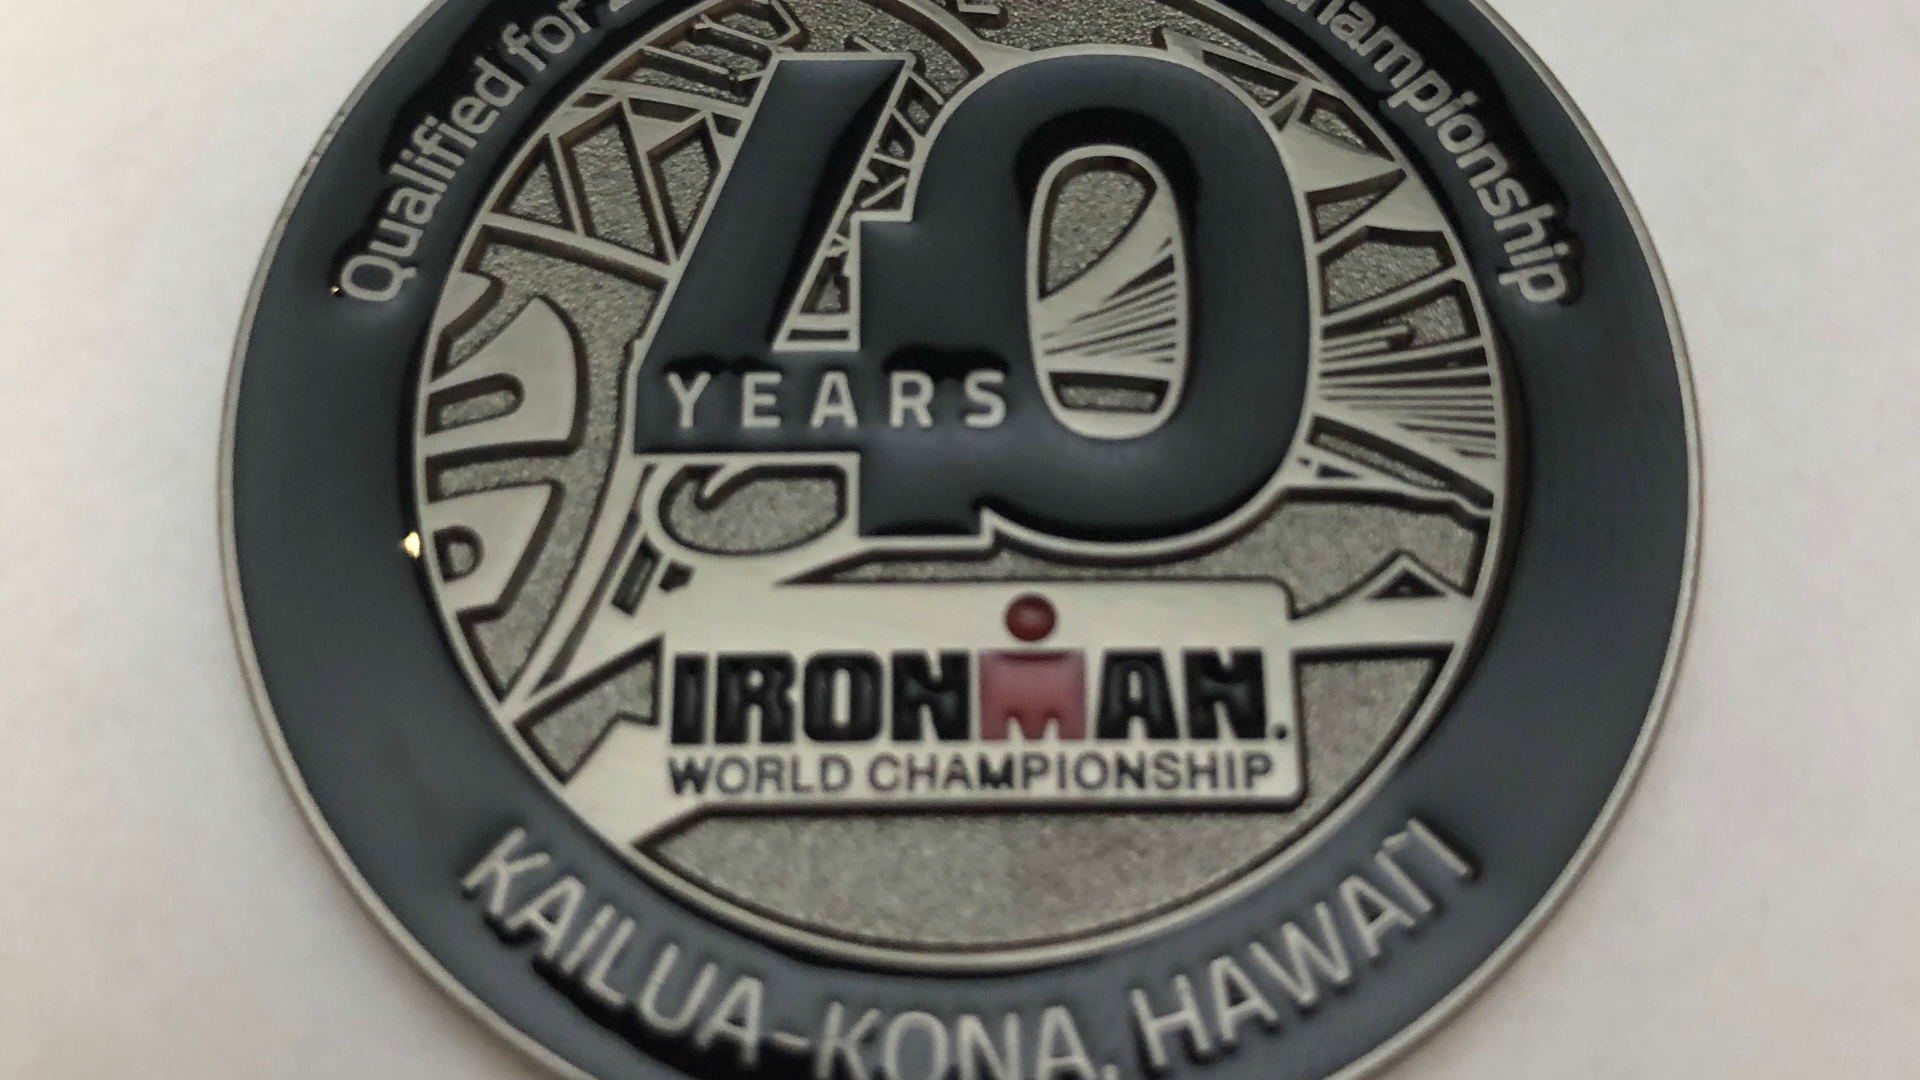 Qualified for
hampionship
40
YEARS
IRONMAN.
WORLD CHAMPIONSHIP
KAILUA-KONA, HAWAI'I